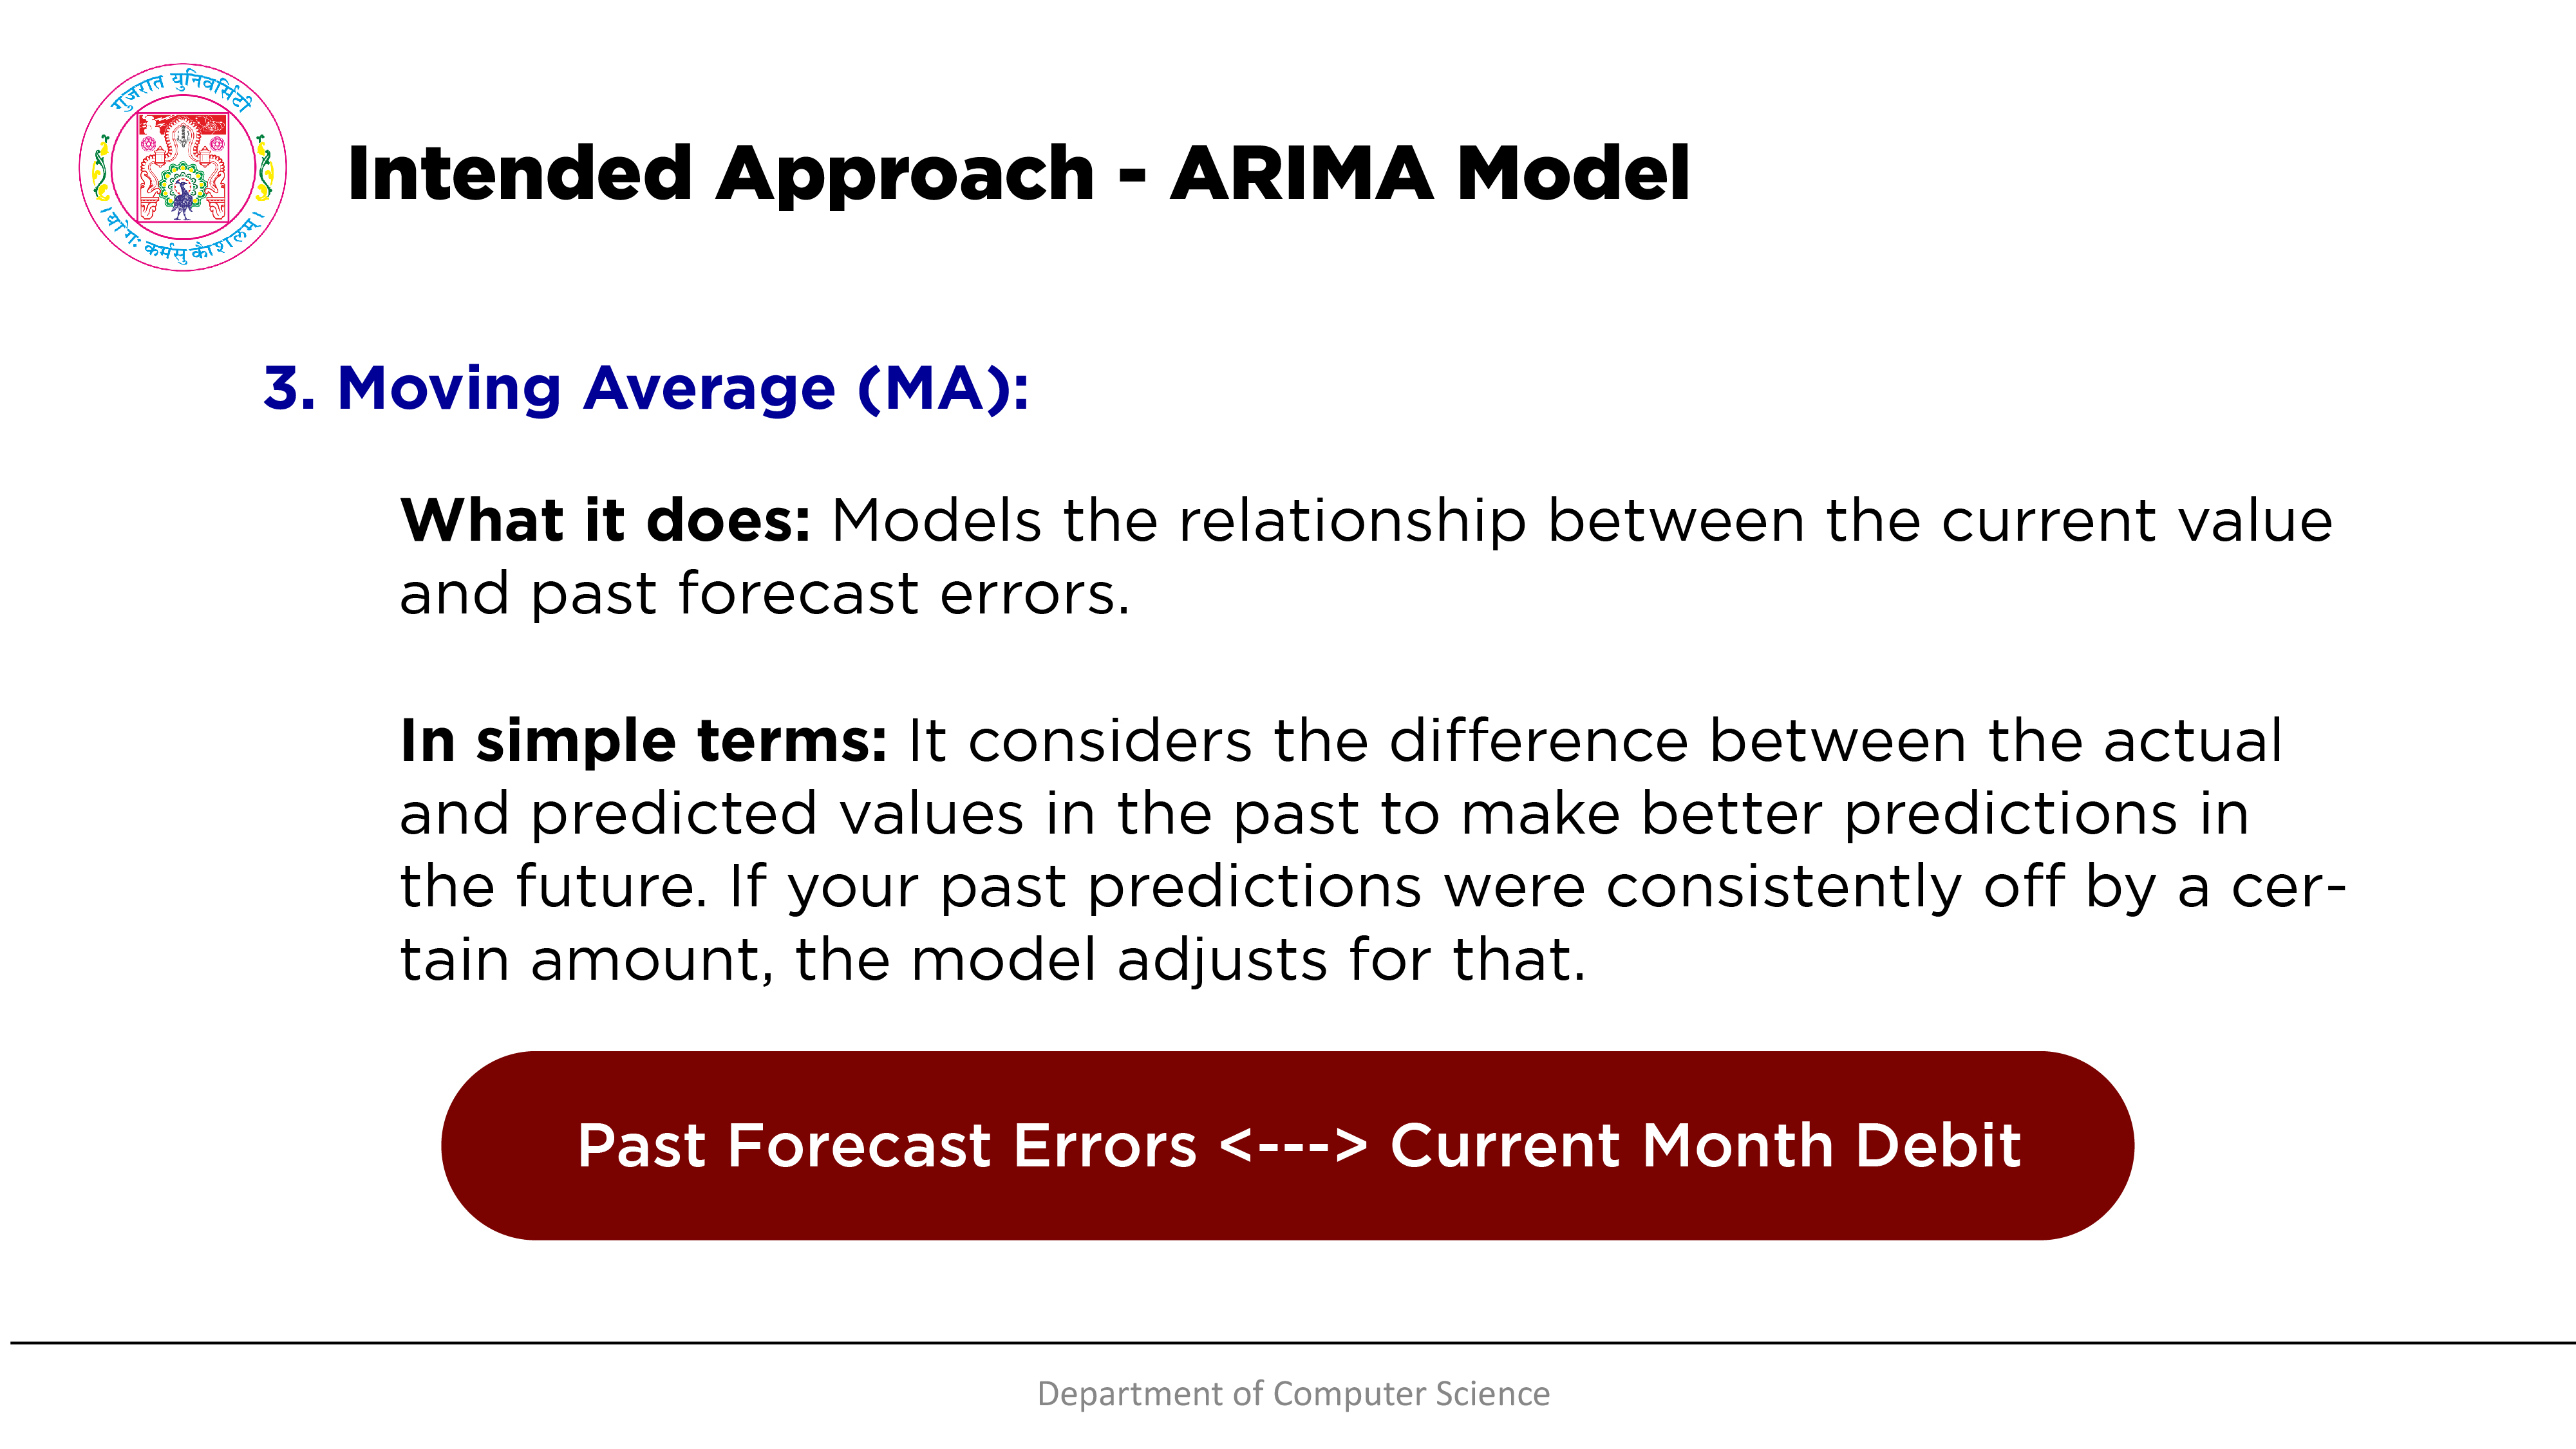 गुजरात युनिवर्सिटी
। योगः कर्मसु कौशलम् ।
Intended Approach - ARIMA Model
3. Moving Average (MA):
What it does: Models the relationship between the current value
and past forecast errors.
In simple terms: It considers the difference between the actual
and predicted values in the past to make better predictions in
the future. If your past predictions were consistently off by a cer-
tain amount, the model adjusts for that.
Past Forecast Errors <---> Current Month Debit
Department of Computer Science